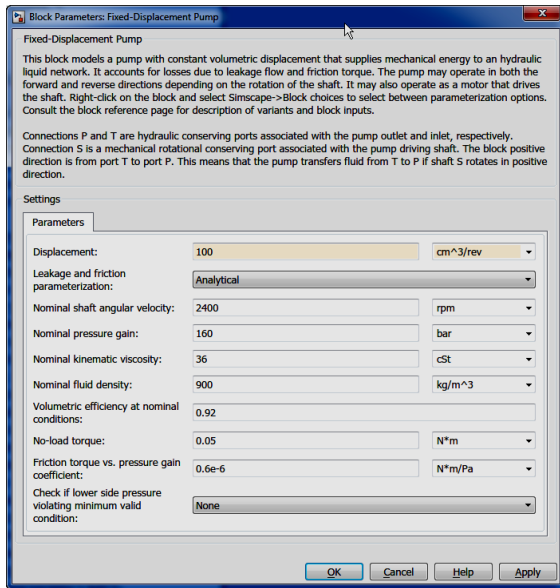 Block Parameters: Fixed-Displacement Pump
Fixed-Displacement Pump
This block models a pump with constant volumetric displacement that supplies mechanical energy to an hydraulic
liquid network. It accounts for losses due to leakage flow and friction torque. The pump may operate in both the
forward and reverse directions depending on the rotation of the shaft. It may also operate as a motor that drives
the shaft. Right-click on the block and select Simscape->Block choices to select between parameterization options.
Consult the block reference page for description of variants and block inputs.
Connections P and T are hydraulic conserving ports associated with the pump outlet and inlet, respectively.
Connection S is a mechanical rotational conserving port associated with the pump driving shaft. The block positive
direction is from port T to port P. This means that the pump transfers fluid from T to P if shaft S rotates in positive
direction.
Settings
Parameters
Displacement: 100 cm^3/rev
Leakage and friction
parameterization: Analytical
Nominal shaft angular velocity: 2400 rpm
Nominal pressure gain: 160 bar
Nominal kinematic viscosity: 36 cSt
Nominal fluid density: 900 kg/m^3
Volumetric efficiency at nominal
conditions: 0.92
No-load torque: 0.05 N*m
Friction torque vs. pressure gain
coefficient: 0.6e-6 N*m/Pa
Check if lower side pressure
violating minimum valid
condition: None
OK Cancel Help Apply